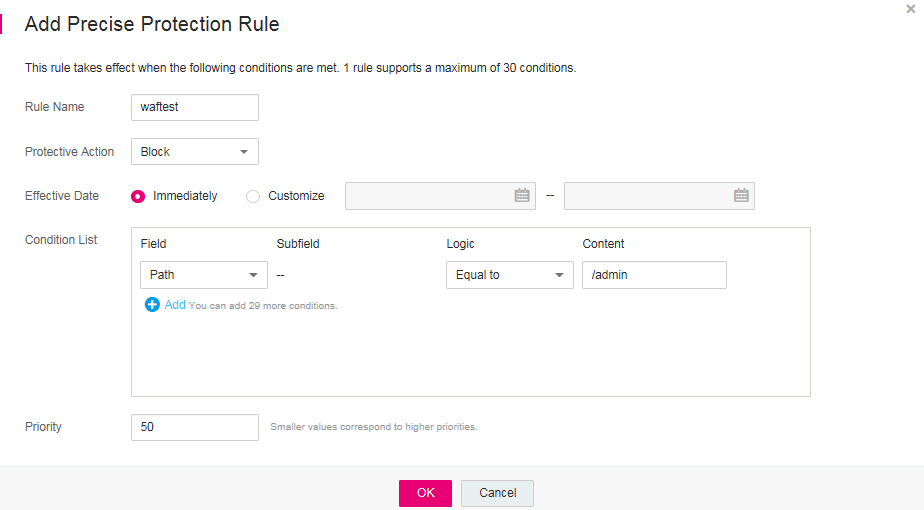 Add Precise Protection Rule
This rule takes effect when the following conditions are met. 1 rule supports a maximum of 30 conditions.
Rule Name waftest
Protective Action Block
Effective Date Immediately Customize --
Condition List Field Subfield Logic Content
Path -- Equal to /admin
Add You can add 29 more conditions.
Priority 50 Smaller values correspond to higher priorities.
OK Cancel